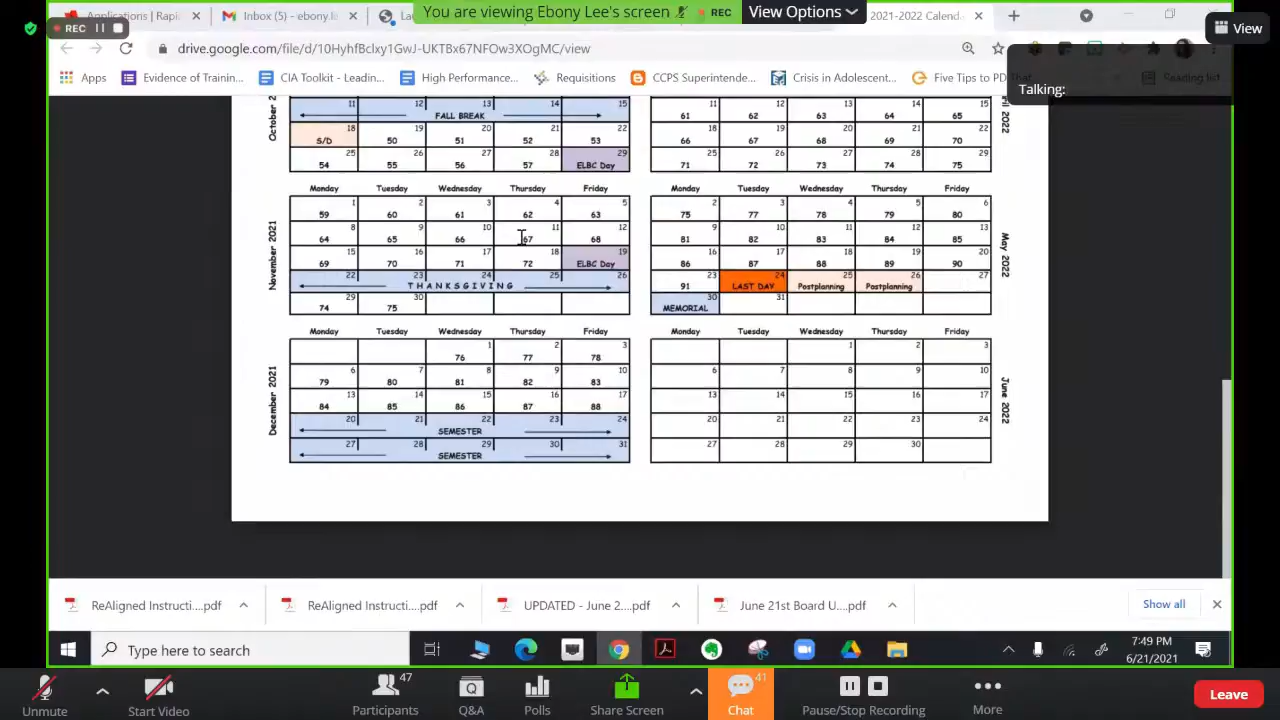 Applications | Rapi
Inbox (5) - ebony.l
You are viewing Ebony Lee's screen
REC
View Options
2021-2022 Calend
REC
View
drive.google.com/file/d/
/view
Talking:
Apps
Evidence of Trainin...
CIA Toolkit - Leadin...
High Performance...
Requisitions
CCPS Superintende...
Crisis in Adolescent...
Five Tips to PD That
Reading list
October 2
11 12 13 14 15
FALL BREAK
18 19 20 21 22
S/D 50 51 52 53
25 26 27 28 29
54 55 56 57 ELBC Day
11 12 13 14 15
61 62 63 64 65
18 19 20 21 22
66 67 68 69 70
25 26 27 28 29
71 72 73 74 75
2022
November 2021
Monday Tuesday Wednesday Thursday Friday
1 2 3 4 5
59 60 61 62 63
8 9 10 11 12
64 65 66 67 68
15 16 17 18 19
69 70 71 72 ELBC Day
22 23 24 25 26
THANKSGIVING
29 30
74 75
Monday Tuesday Wednesday Thursday Friday
2 3 4 5 6
75 77 78 79 80
9 10 11 12 13
81 82 83 84 85
16 17 18 19 20
86 87 88 89 90
23 24 25 26 27
91 LAST DAY Postplanning Postplanning
30 31
MEMORIAL
May 2022
December 2021
Monday Tuesday Wednesday Thursday Friday
1 2 3
76 77 78
6 7 8 9 10
79 80 81 82 83
13 14 15 16 17
84 85 86 87 88
20 21 22 23 24
SEMESTER
27 28 29 30 31
SEMESTER
Monday Tuesday Wednesday Thursday Friday
1 2 3
6 7 8 9 10
13 14 15 16 17
20 21 22 23 24
27 28 29 30
June 2022
ReAligned Instructi....pdf
ReAligned Instructi....pdf
UPDATED - June 2....pdf
June 21st Board U....pdf
Show all
Type here to search
7:49 PM
6/21/2021
47
41
Unmute
Start Video
Participants
Q&A
Polls
Share Screen
Chat
Pause/Stop Recording
More
Leave